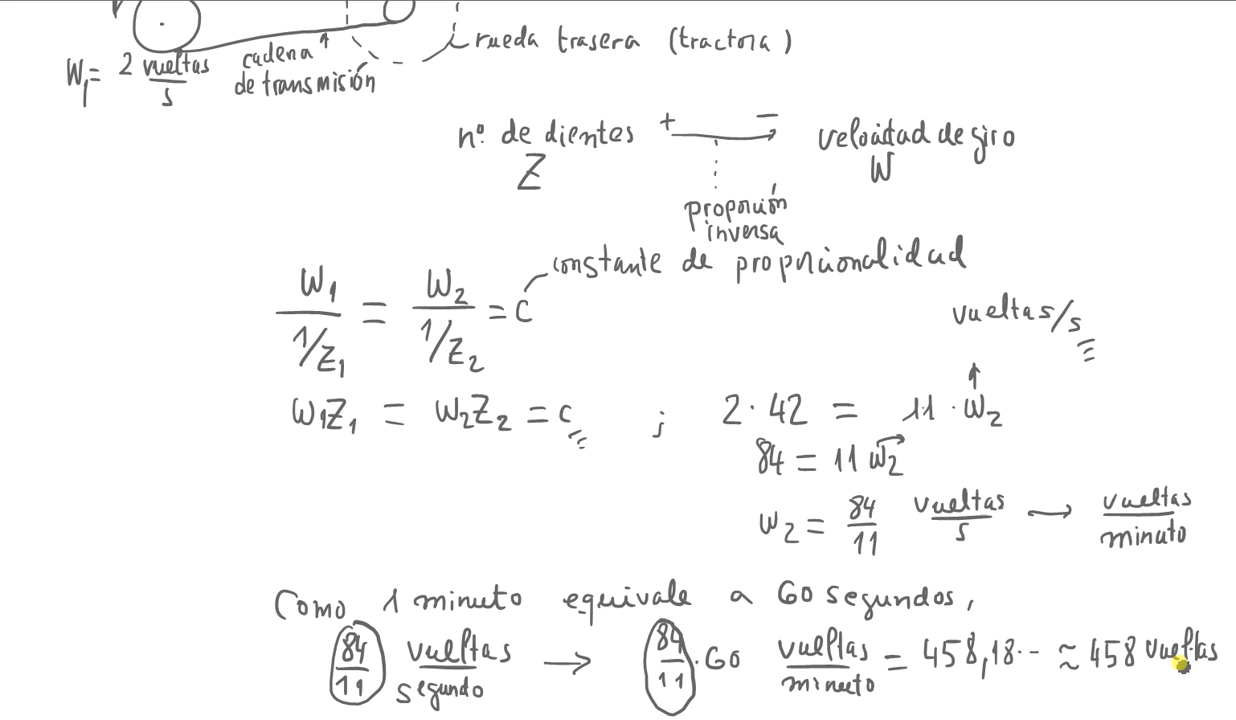 rueda trasera (tractora)
W₁ = 2 vueltas/s
cadena de transmisión
nº de dientes + → − velocidad de giro
Z W
proporción
inversa
constante de proporcionalidad
W₁/(1/Z₁) = W₂/(1/Z₂) = C
vueltas/s
W₁Z₁ = W₂Z₂ = C ; 2·42 = 11·W₂
84 = 11 W₂
W₂ = 84/11 vueltas/s → vueltas/minuto
Como 1 minuto equivale a 60 segundos,
84/11 vueltas/segundo → 84/11·60 vueltas/minuto = 458,18·- ≈ 458 vueltas